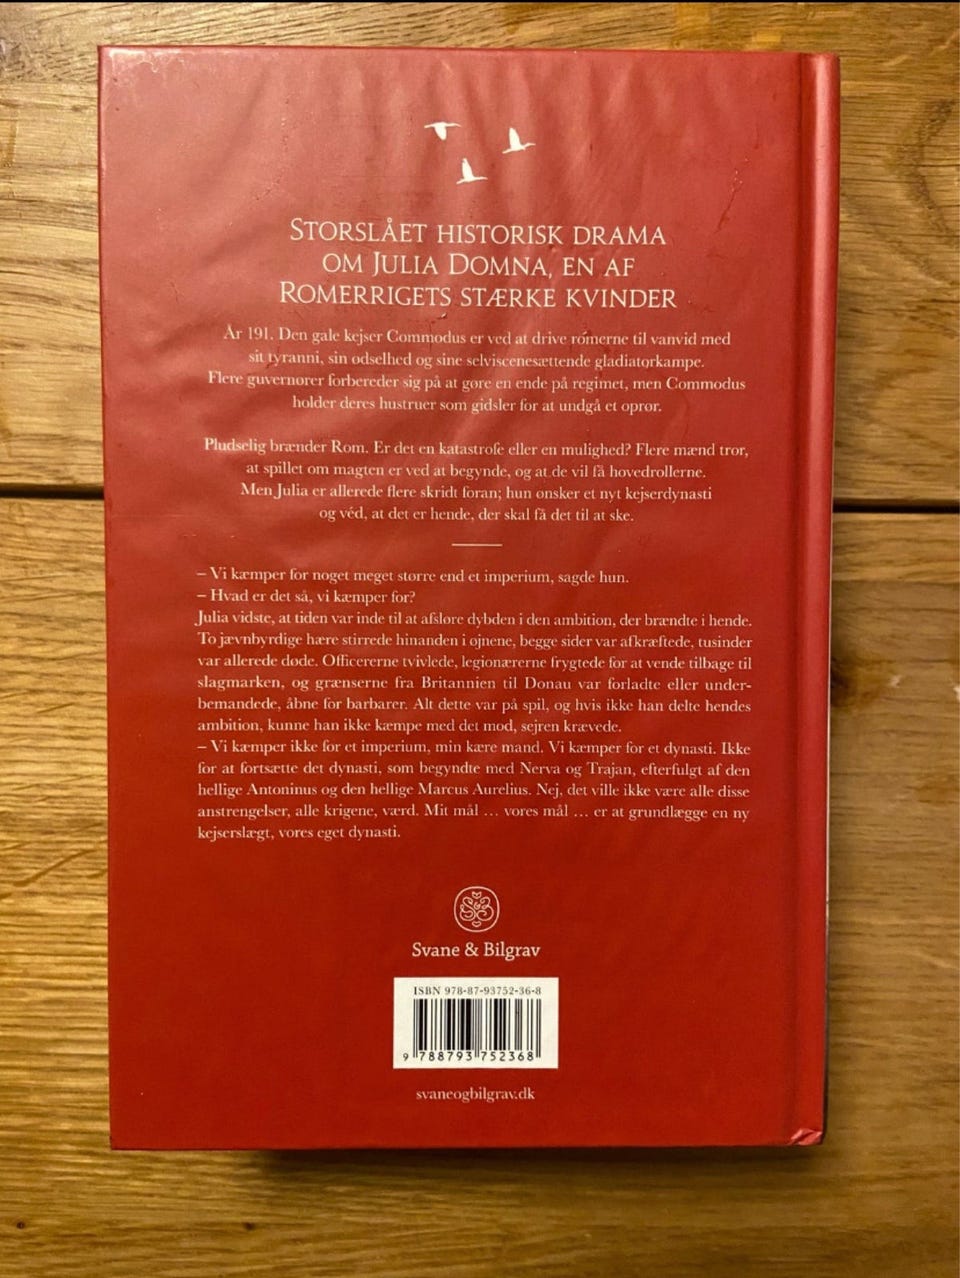 STORSLÅET HISTORISK DRAMA
OM JULIA DOMNA, EN AF
ROMERRIGETS STÆRKE KVINDER
År 191. Den gale kejser Commodus er ved at drive romerne til vanvid med
sit tyranni, sin ødselhed og sine selviscenesættende gladiatorkampe.
Flere guvernører forbereder sig på at gøre en ende på regimet, men Commodus
holder deres hustruer som gidsler for at undgå et oprør.
Pludselig brænder Rom. Er det en katastrofe eller en mulighed? Flere mænd tror,
at spillet om magten er ved at begynde, og at de vil få hovedrollerne.
Men Julia er allerede flere skridt foran; hun ønsker et nyt kejserdynasti
og véd, at det er hende, der skal få det til at ske.
– Vi kæmper for noget meget større end et imperium, sagde hun.
– Hvad er det så, vi kæmper for?
Julia vidste, at tiden var inde til at afsløre dybden i den ambition, der brændte i hende.
To jævnbyrdige hære stirrede hinanden i øjnene, begge sider var afkræftede, tusinder
var allerede døde. Officererne tvivlede, legionærerne frygtede for at vende tilbage til
slagmarken, og grænserne fra Britannien til Donau var forladte eller under-
bemandede, åbne for barbarer. Alt dette var på spil, og hvis ikke han delte hendes
ambition, kunne han ikke kæmpe med det mod, sejren krævede.
– Vi kæmper ikke for et imperium, min kære mand. Vi kæmper for et dynasti. Ikke
for at fortsætte det dynasti, som begyndte med Nerva og Trajan, efterfulgt af den
hellige Antoninus og den hellige Marcus Aurelius. Nej, det ville ikke være alle disse
anstrengelser, alle krigene, værd. Mit mål … vores mål … er at grundlægge en ny
kejserslægt, vores eget dynasti.
Svane & Bilgrav
ISBN 978-87-93752-36-8
9 788793 752368
svaneogbilgrav.dk